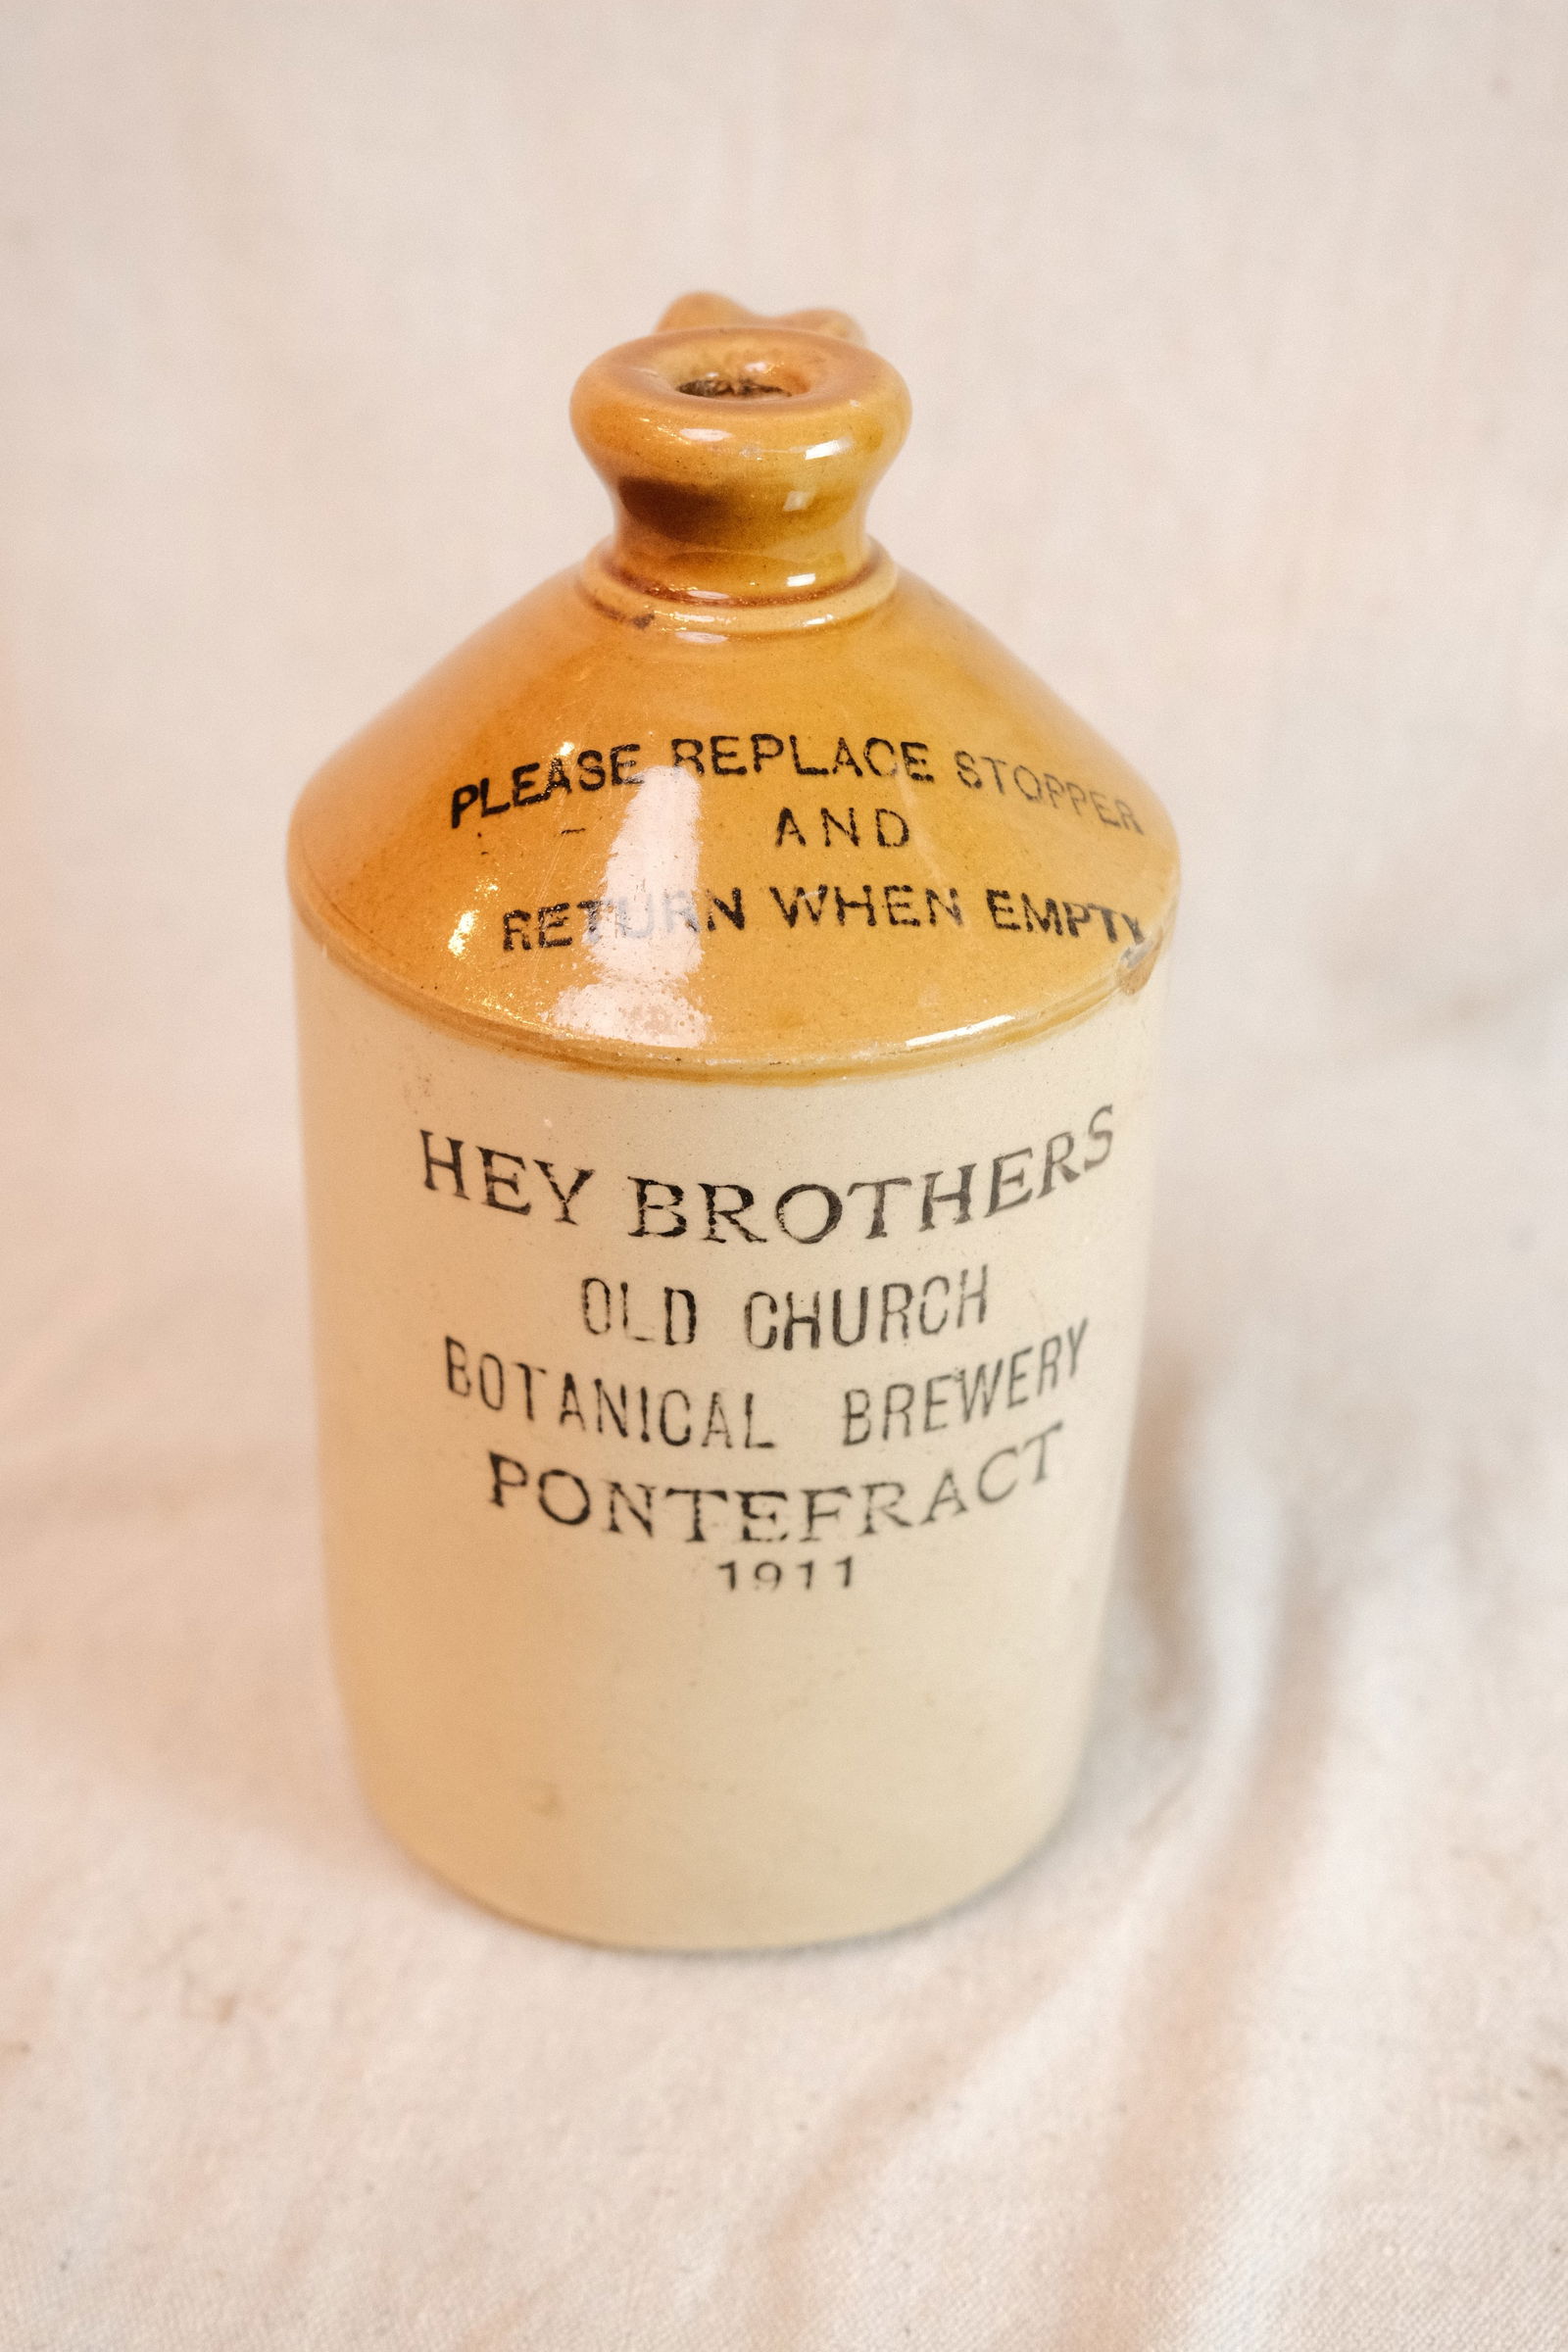 PLEASE REPLACE STOPPER
AND
RETURN WHEN EMPTY
HEY BROTHERS
OLD CHURCH
BOTANICAL BREWERY
PONTEFRACT
1911